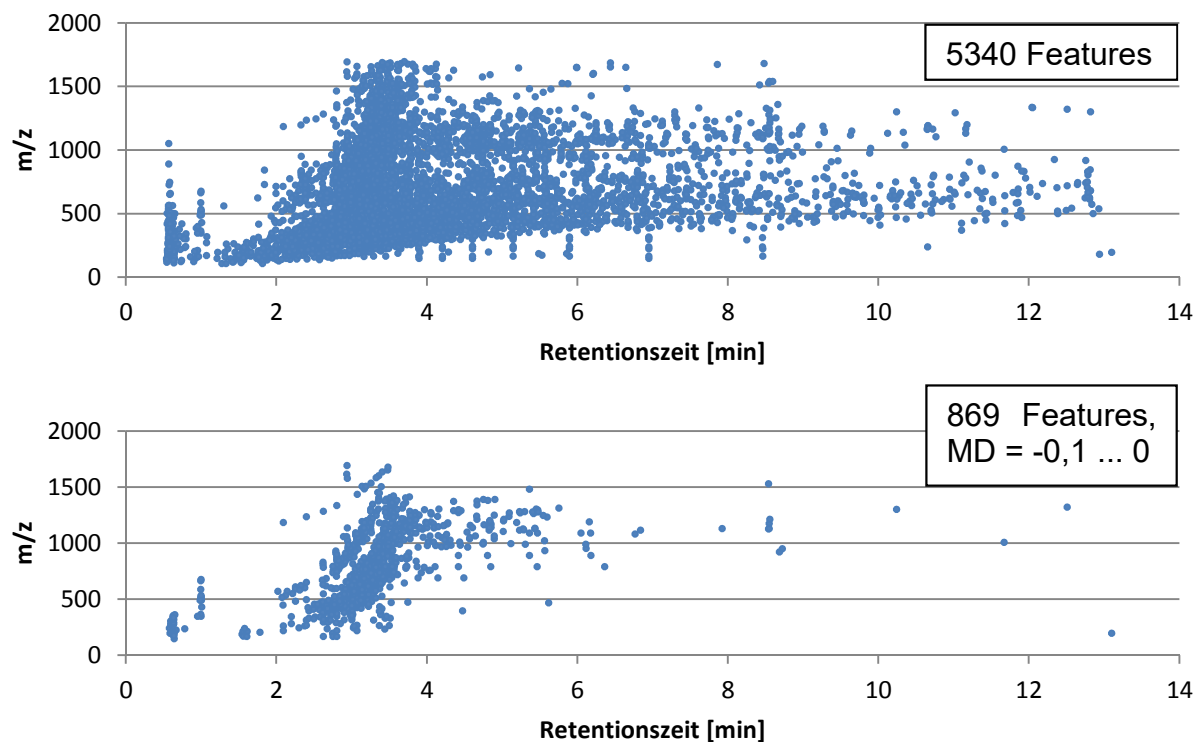 2000
5340 Features
1500
1000
500
0
m/z
0 2 4 6 8 10 12 14
Retentionszeit [min]
869 Features,
MD = -0,1 ... 0
2000
1500
1000
500
0
m/z
0 2 4 6 8 10 12 14
Retentionszeit [min]